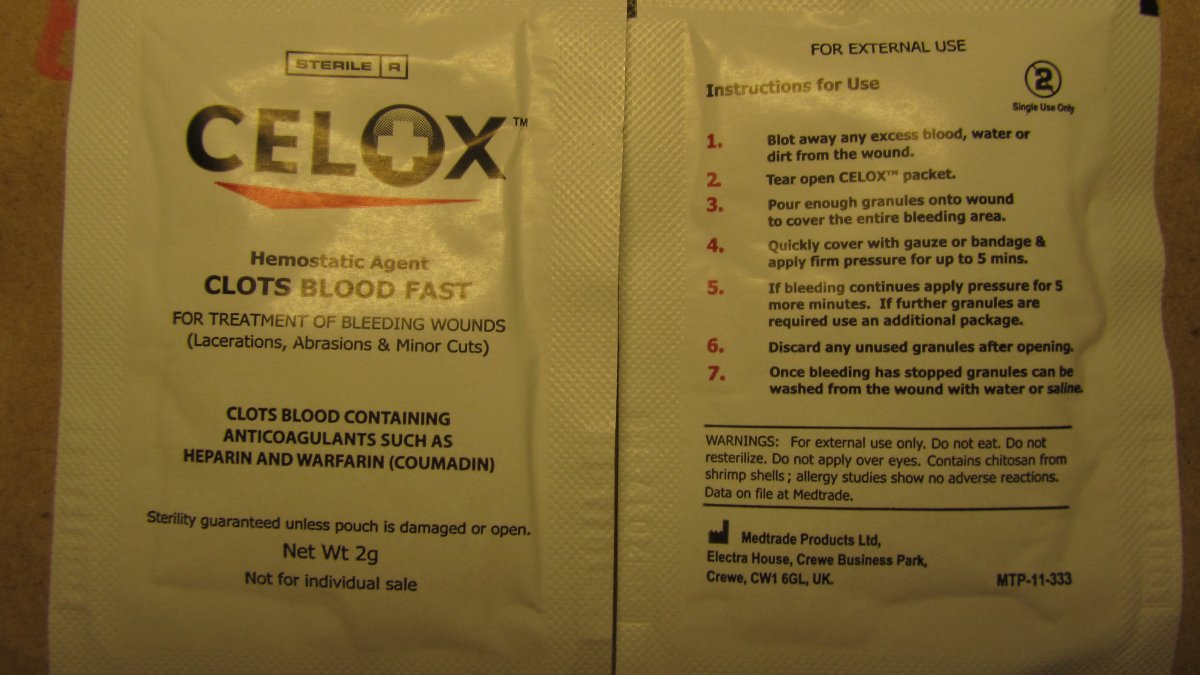 STERILE R
CELOX™
Hemostatic Agent
CLOTS BLOOD FAST
FOR TREATMENT OF BLEEDING WOUNDS
(Lacerations, Abrasions & Minor Cuts)
CLOTS BLOOD CONTAINING
ANTICOAGULANTS SUCH AS
HEPARIN AND WARFARIN (COUMADIN)
Sterility guaranteed unless pouch is damaged or open.
Net Wt 2g
Not for individual sale
FOR EXTERNAL USE
Instructions for Use
2
Single Use Only
1. Blot away any excess blood, water or
dirt from the wound.
2. Tear open CELOX™ packet.
3. Pour enough granules onto wound
to cover the entire bleeding area.
4. Quickly cover with gauze or bandage &
apply firm pressure for up to 5 mins.
5. If bleeding continues apply pressure for 5
more minutes. If further granules are
required use an additional package.
6. Discard any unused granules after opening.
7. Once bleeding has stopped granules can be
washed from the wound with water or saline.
WARNINGS: For external use only. Do not eat. Do not
resterilize. Do not apply over eyes. Contains chitosan from
shrimp shells; allergy studies show no adverse reactions.
Data on file at Medtrade.
Medtrade Products Ltd,
Electra House, Crewe Business Park,
Crewe, CW1 6GL, UK. MTP-11-333